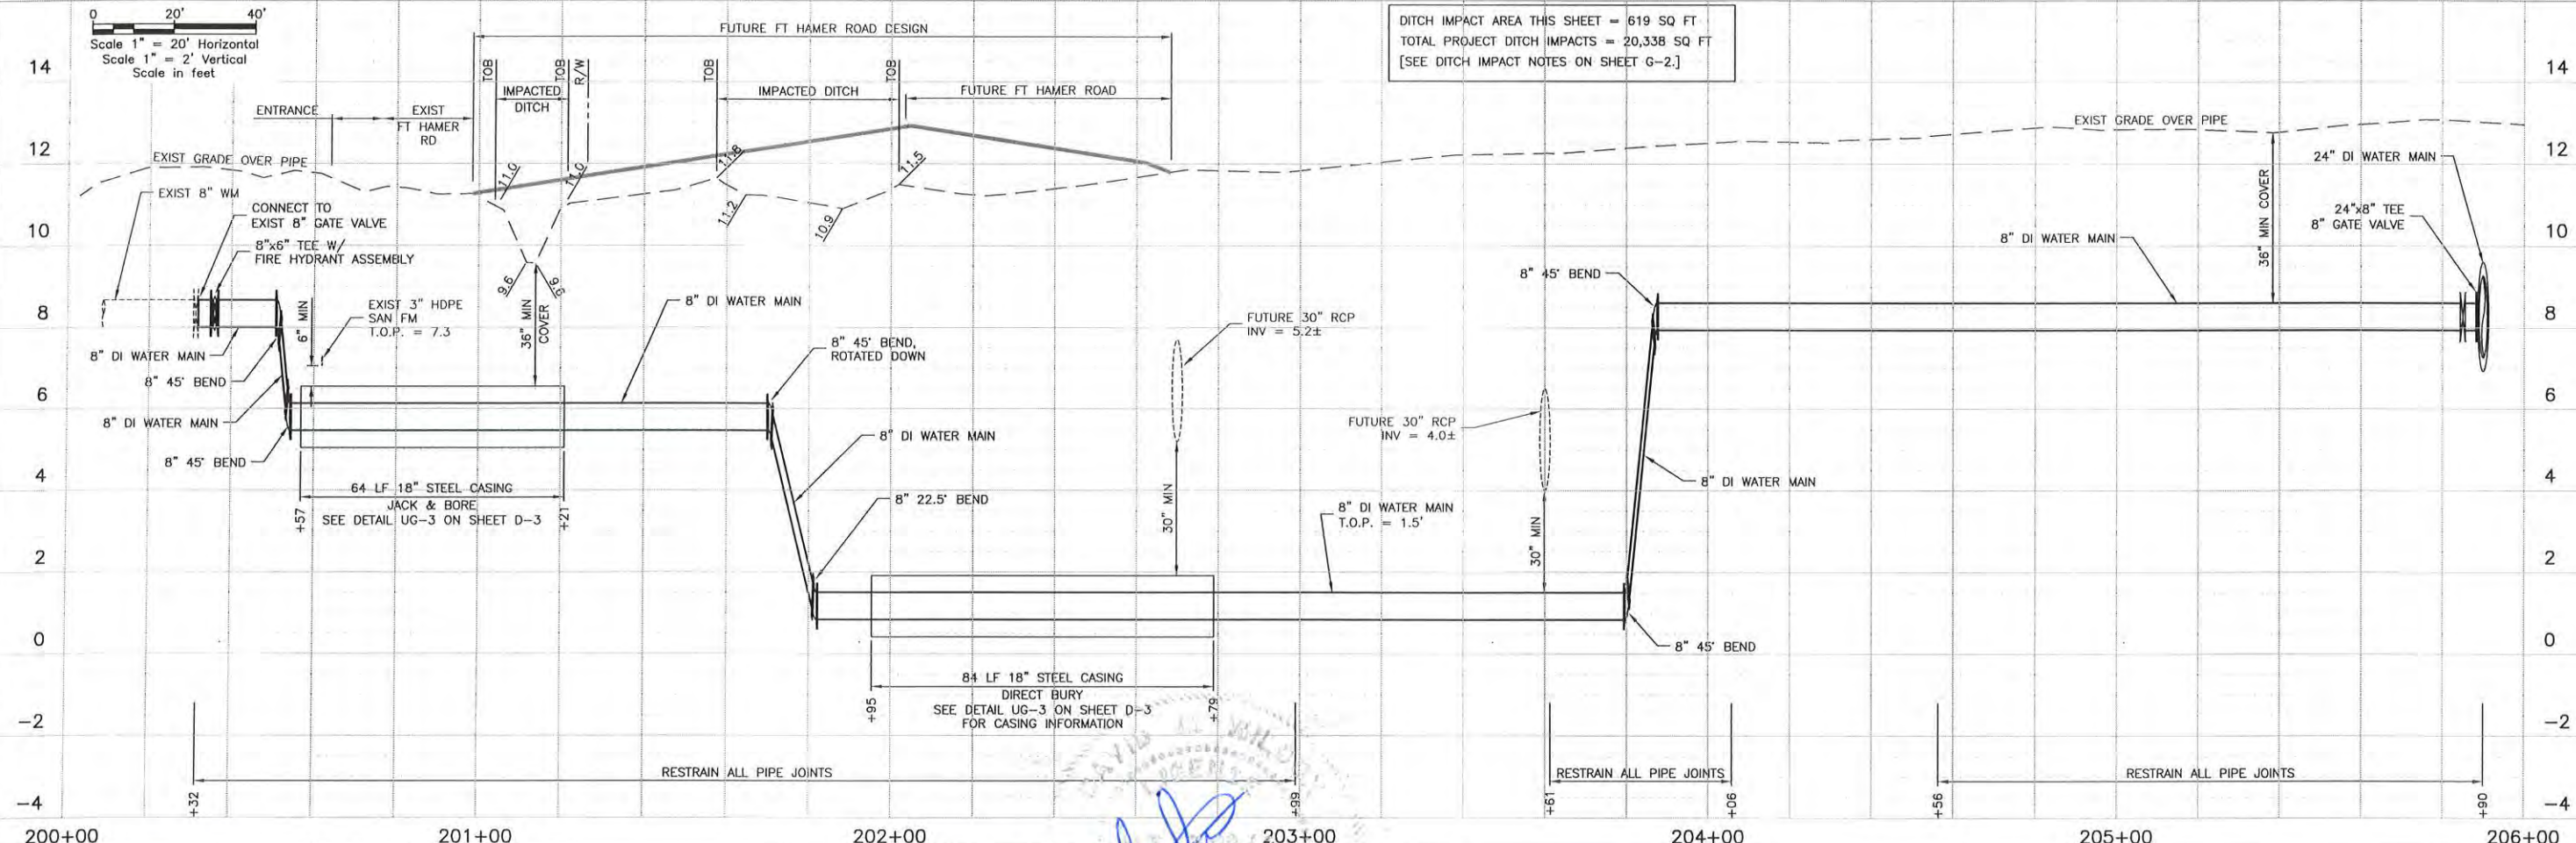 0 20' 40'
Scale 1" = 20' Horizontal
Scale 1" = 2' Vertical
Scale in feet
FUTURE FT HAMER ROAD DESIGN
DITCH IMPACT AREA THIS SHEET = 619 SQ FT
TOTAL PROJECT DITCH IMPACTS = 20,338 SQ FT
[SEE DITCH IMPACT NOTES ON SHEET G-2.]
14
12
10
8
6
4
2
0
-2
-4
TOB
TOB
R/W
TOB
TOB
IMPACTED
DITCH
IMPACTED DITCH
FUTURE FT HAMER ROAD
ENTRANCE
EXIST
FT HAMER
RD
EXIST GRADE OVER PIPE
EXIST GRADE OVER PIPE
11.0
11.0
11.8
11.5
11.2
10.9
9.6
9.6
EXIST 8" WM
CONNECT TO
EXIST 8" GATE VALVE
8"x6" TEE W/
FIRE HYDRANT ASSEMBLY
6" MIN
EXIST 3" HDPE
SAN FM
T.O.P. = 7.3
36" MIN
COVER
8" DI WATER MAIN
8" DI WATER MAIN
8" 45° BEND
8" DI WATER MAIN
8" 45° BEND
8" 45° BEND,
ROTATED DOWN
8" DI WATER MAIN
8" 22.5° BEND
64 LF 18" STEEL CASING
JACK & BORE
SEE DETAIL UG-3 ON SHEET D-3
+57
+21
FUTURE 30" RCP
INV = 5.2±
30" MIN
FUTURE 30" RCP
INV = 4.0±
30" MIN
8" DI WATER MAIN
T.O.P. = 1.5'
8" 45° BEND
8" DI WATER MAIN
8" 45° BEND
8" DI WATER MAIN
36" MIN COVER
24" DI WATER MAIN
24"x8" TEE
8" GATE VALVE
84 LF 18" STEEL CASING
DIRECT BURY
SEE DETAIL UG-3 ON SHEET D-3
FOR CASING INFORMATION
+95
+79
RESTRAIN ALL PIPE JOINTS
RESTRAIN ALL PIPE JOINTS
RESTRAIN ALL PIPE JOINTS
+32
+99
+61
+06
+56
+90
14
12
10
8
6
4
2
0
-2
-4
200+00
201+00
202+00
203+00
204+00
205+00
206+00